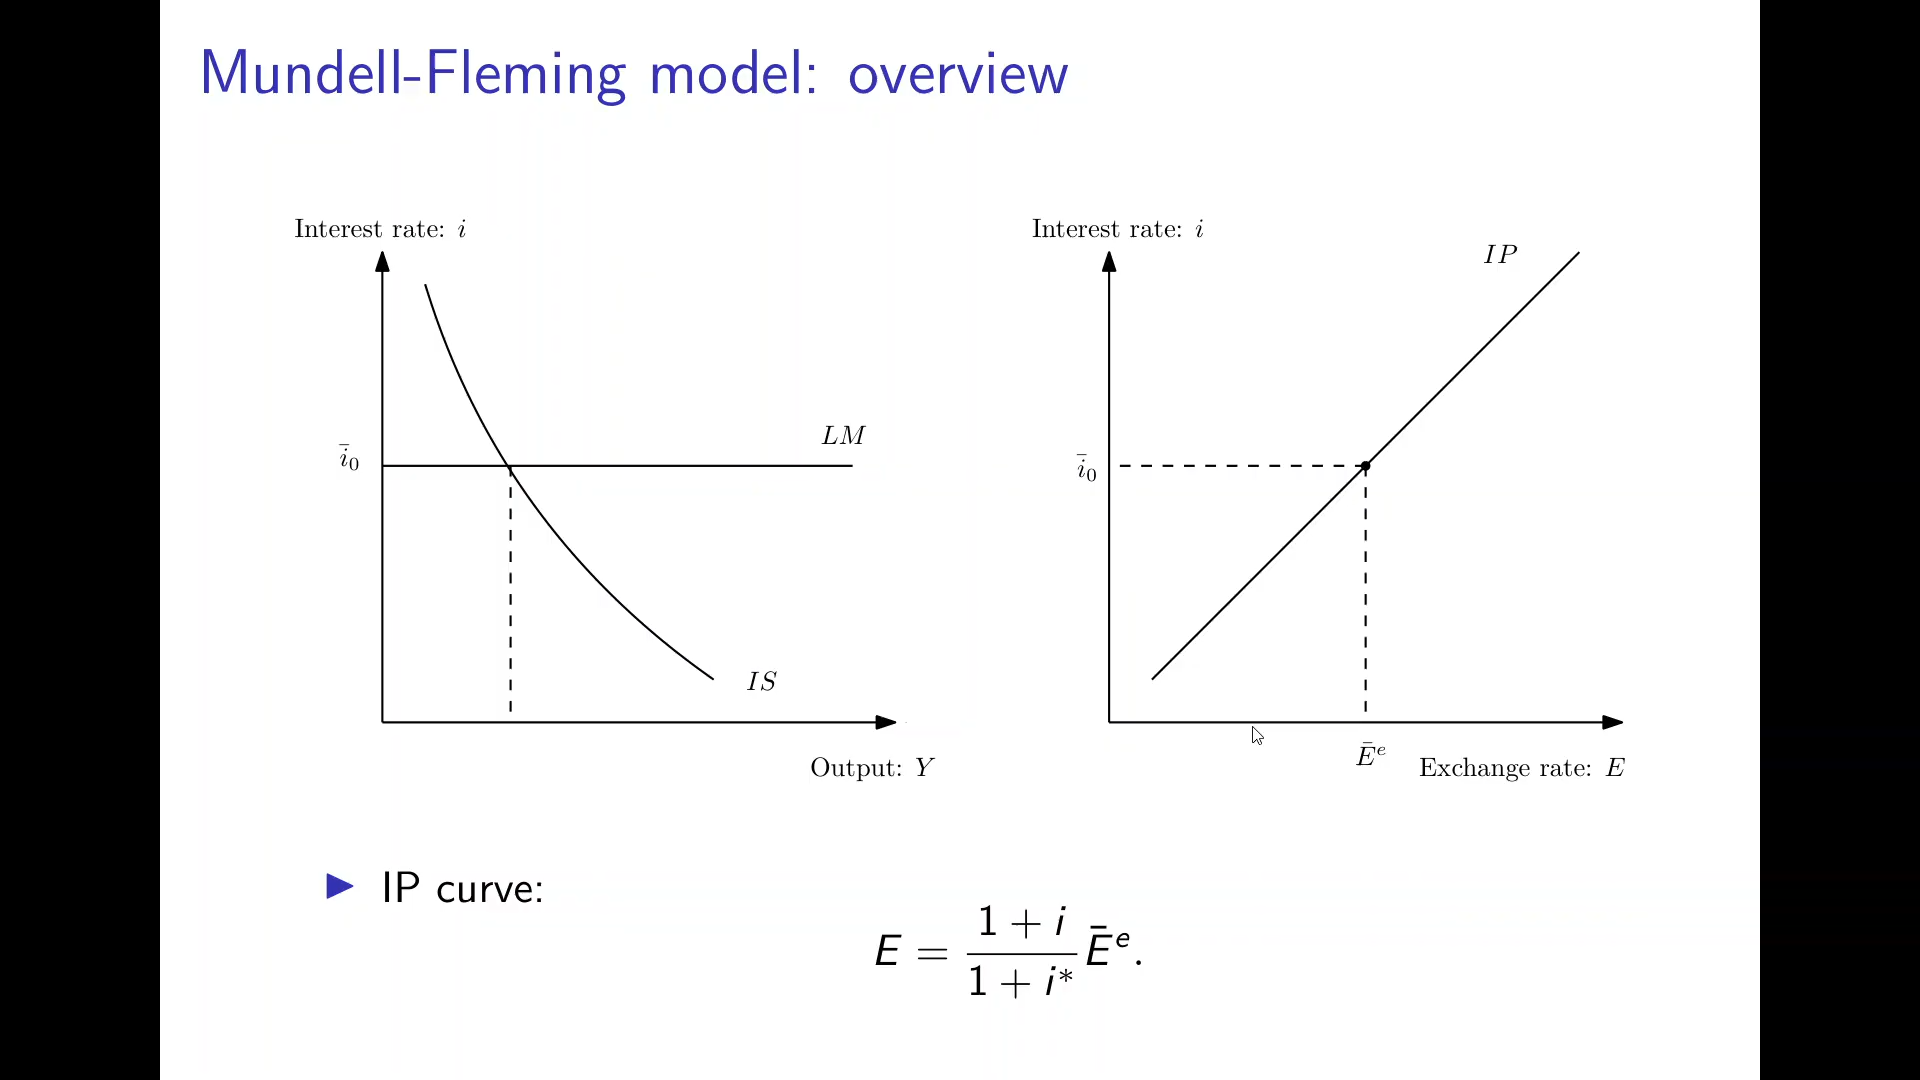 Mundell-Fleming model: overview
Interest rate: i
Interest rate: i
IP
LM
ī₀
ī₀
IS
Ēᵉ
Output: Y
Exchange rate: E
▶ IP curve:
E = \frac{1 + i}{1 + i*} Ēᵉ.